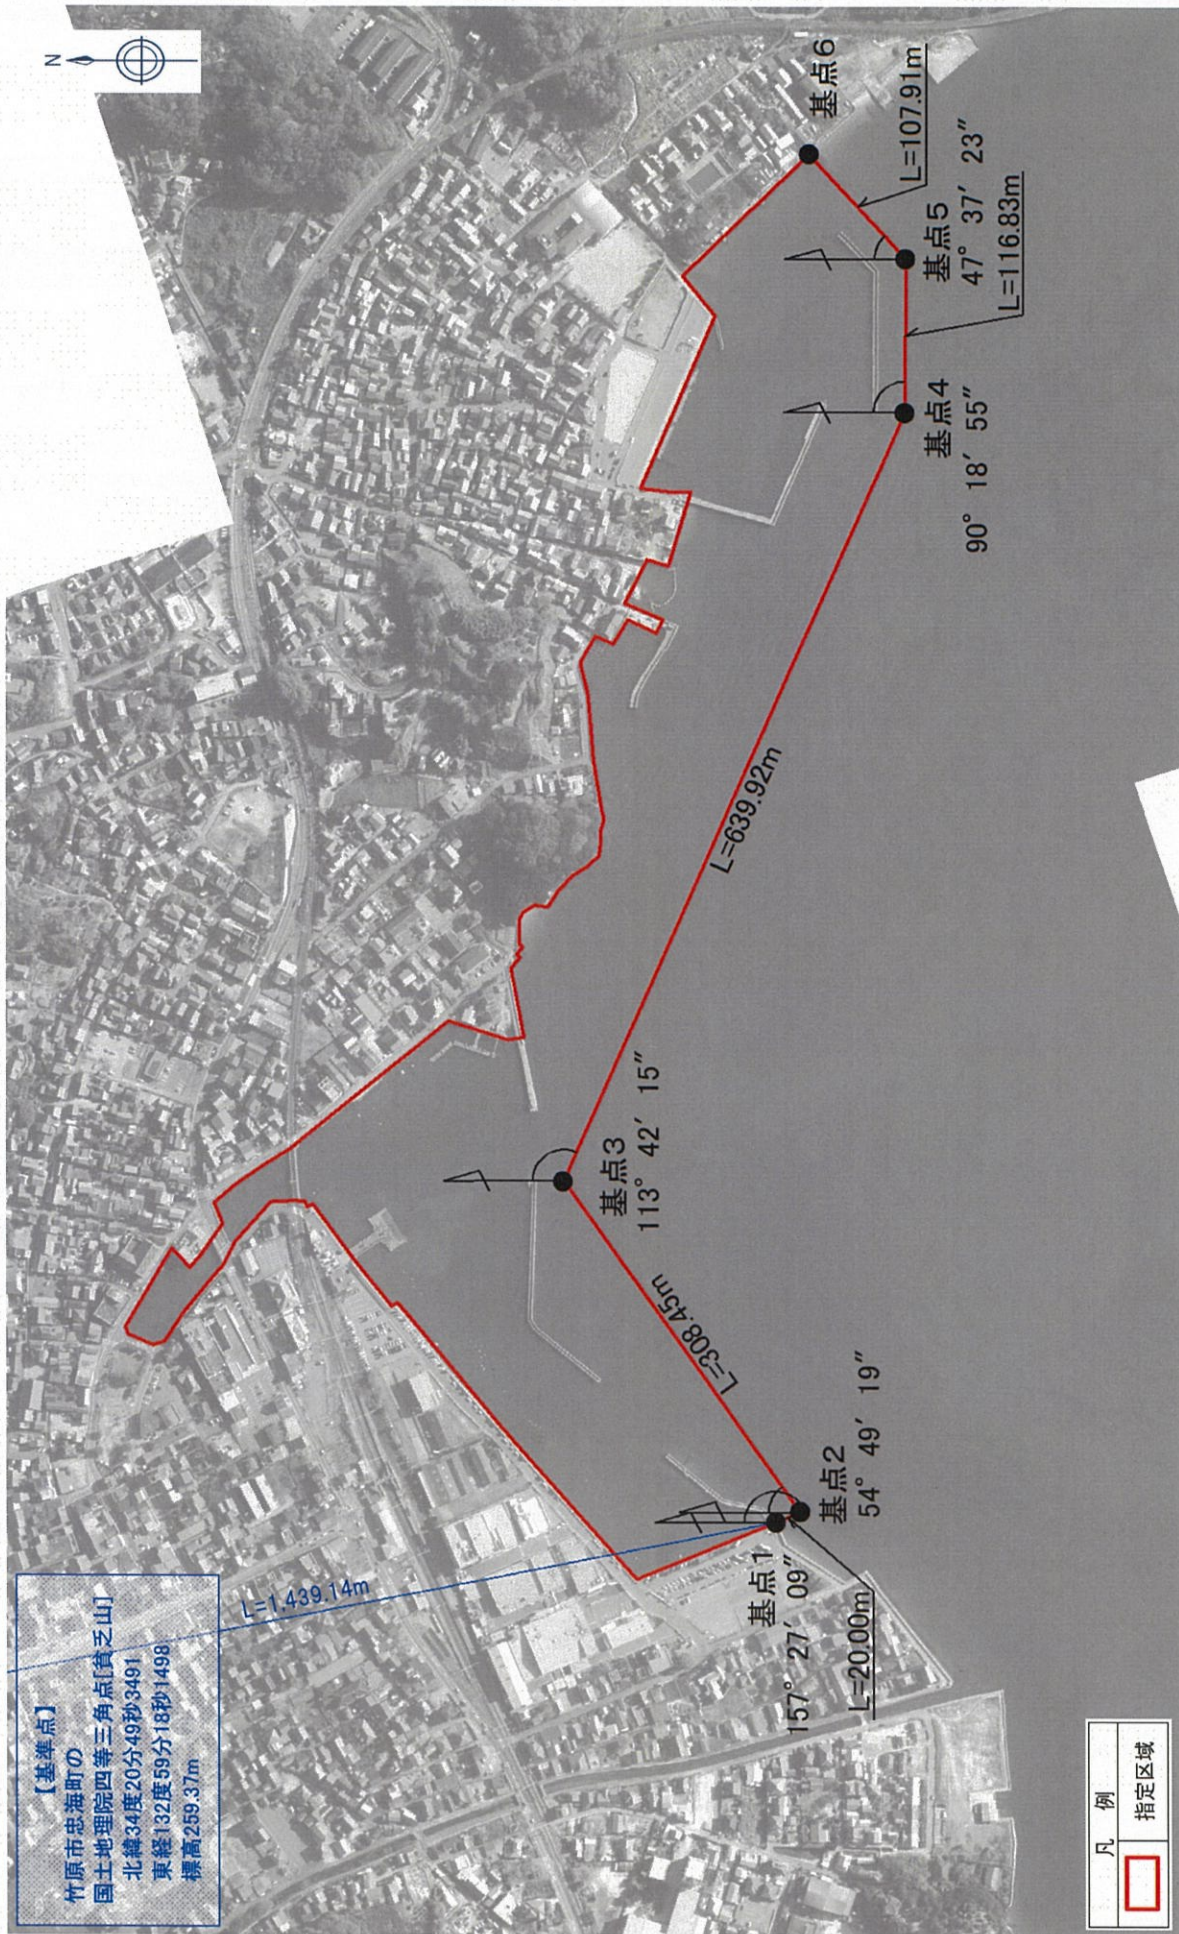 N
【基準点】
竹原市忠海町の
国土地理院四等三角点[貧乏山]
北緯34度20分49秒3491
東経132度59分18秒1498
標高259.37m
L=1,439.14m
基点1
157° 27′ 09″
L=20.00m
基点2
54° 49′ 19″
L=308.45m
基点3
113° 42′ 15″
L=639.92m
基点4
90° 18′ 55″
L=116.83m
基点5
47° 37′ 23″
L=107.91m
基点6
凡 例
指定区域